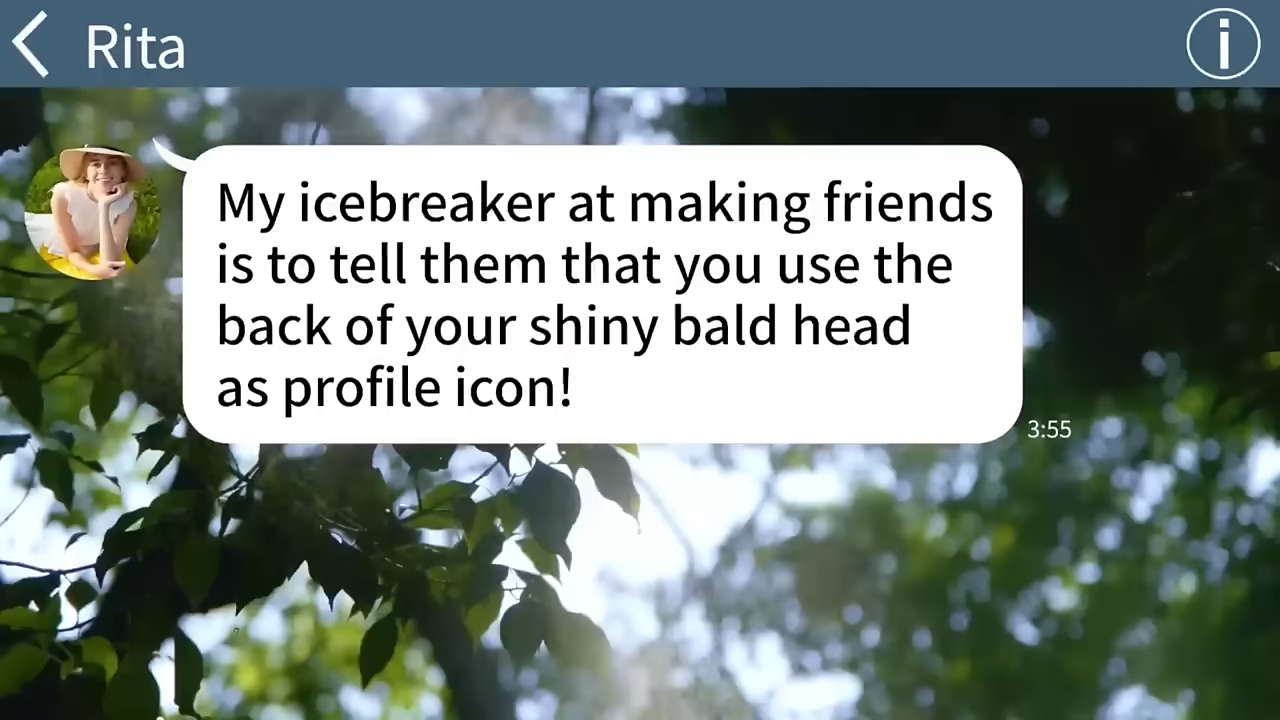 Rita
My icebreaker at making friends
is to tell them that you use the
back of your shiny bald head
as profile icon!
3:55